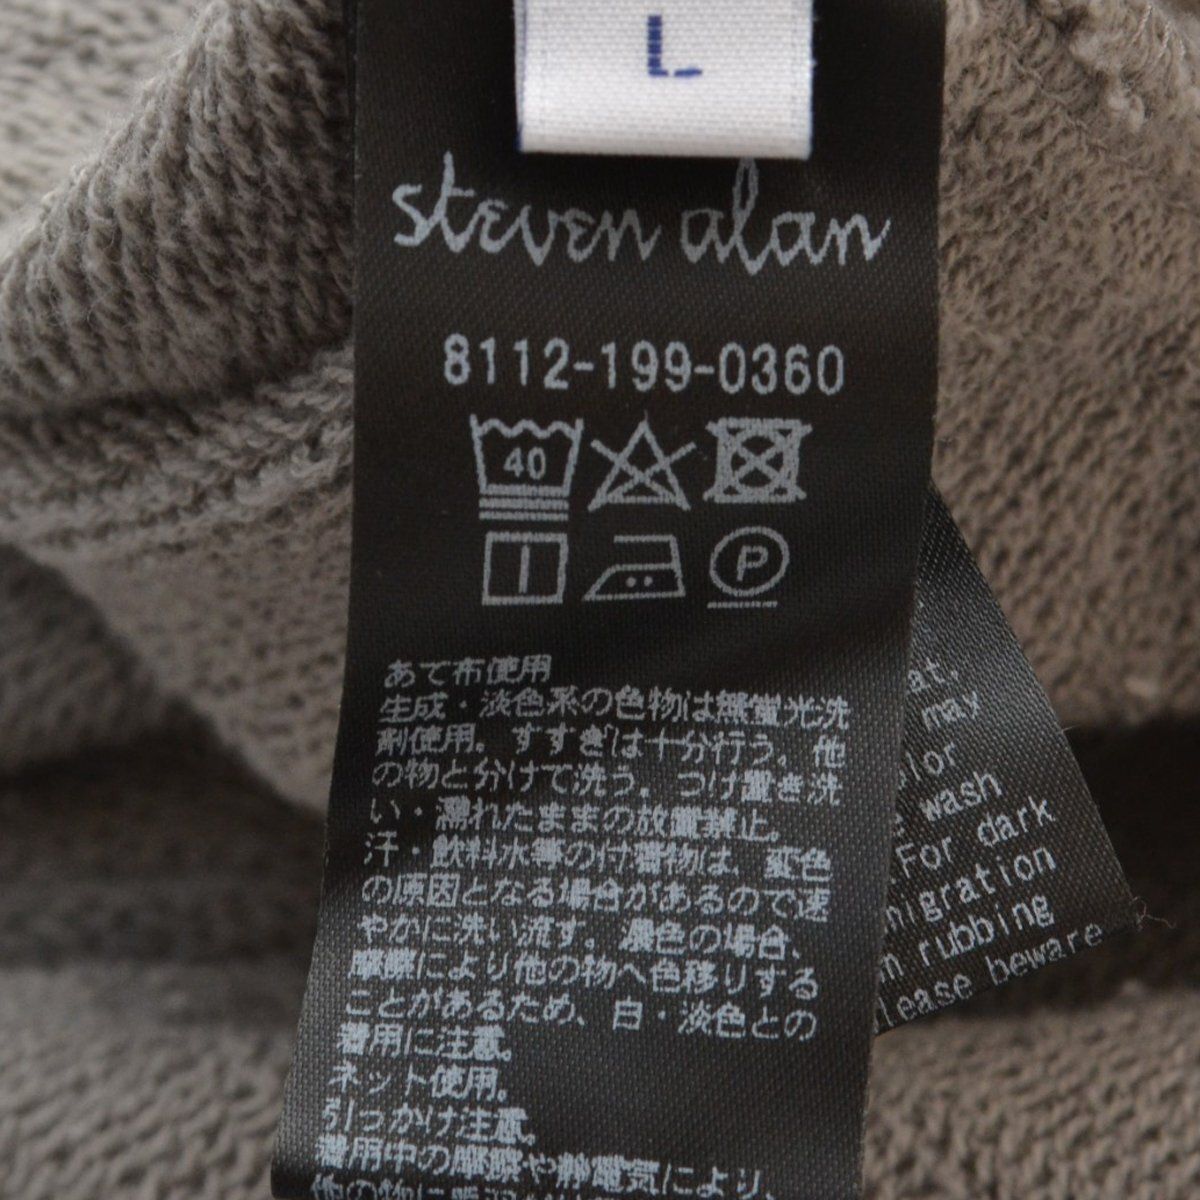 L
steven alan
8112-199-0360
40
P
あて布使用
生成・淡色系の色物は無蛍光洗
剤使用。すすぎは十分行う。他
の物と分けて洗う。つけ置き洗
い・濡れたままの放置禁止。
汗・飲料水等の付着物は、変色
の原因となる場合があるので速
やかに洗い流す。濃色の場合、
摩擦により他の物へ色移りする
ことがあるため、白・淡色との
着用に注意。
ネット使用。
引っかけ注意。
着用中の摩擦や静電気により、
他の物に
at.
may
lor
wash
For dark
migration
n rubbing
lease beware